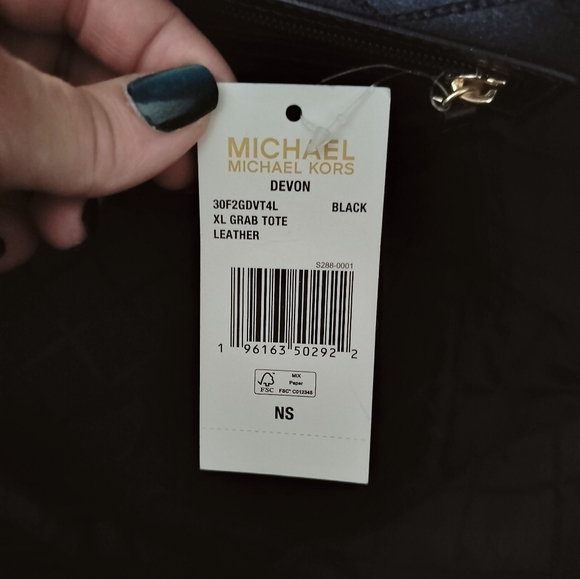 MICHAEL
MICHAEL KORS
DEVON
30F2GDVT4L BLACK
XL GRAB TOTE
LEATHER
S288-0001
1 96163 50292 2
FSC
MIX
Paper
FSC® C012345
NS